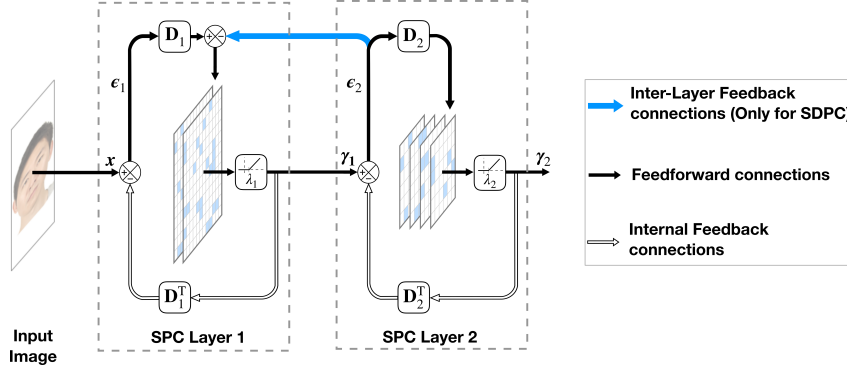 D₁
+ −
D₂
ϵ₁
ϵ₂
x
+ −
λ₁
γ₁
+ −
λ₂
γ₂
D₁ᵀ
D₂ᵀ
Input
Image
SPC Layer 1
SPC Layer 2
Inter-Layer Feedback
connections (Only for SDPC)
Feedforward connections
Internal Feedback
connections